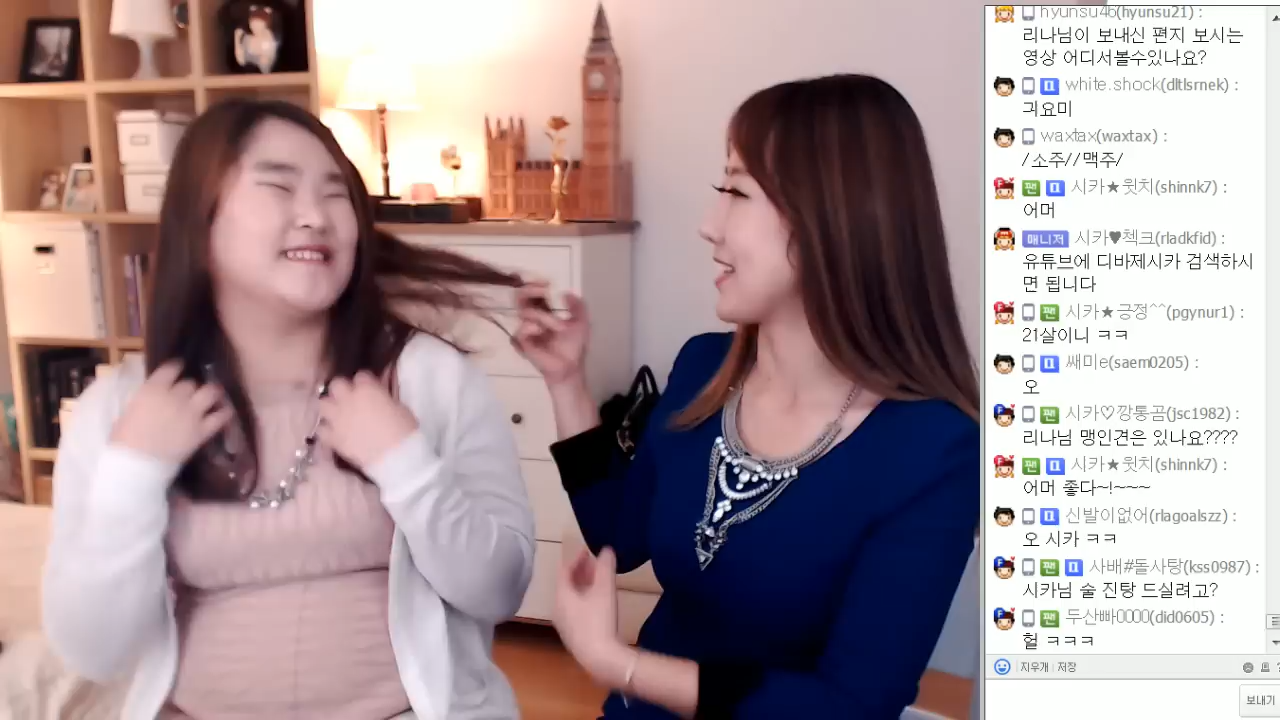 hyunsu45(hyunsu21) :
리나님이 보내신 편지 보시는
영상 어디서볼수있나요?
white.shock(dltlsrnek) :
긔요미
waxtax(waxtax) :
/소주//맥주/
팬 시카★윗치(shinnk7) :
어머
매니저 시카♥첵크(rladkfid) :
유튜브에 디바제시카 검색하시
면 됩니다
팬 시카★긍정^^(pgynur1) :
21살이니 ㅋㅋ
쌔미e(saem0205) :
오
팬 시카♡깡통곰(jsc1982) :
리나님 맹인견은 있나요????
팬 시카★윗치(shinnk7) :
어머 좋다~!~~~
신발이없어(rlagoalszz) :
오 시카 ㅋㅋ
팬 사배#돌사탕(kss0987) :
시카님 술 진탕 드실려고?
팬 두산빠0000(did0605) :
헐 ㅋㅋㅋ
지우개 | 저장
보내기